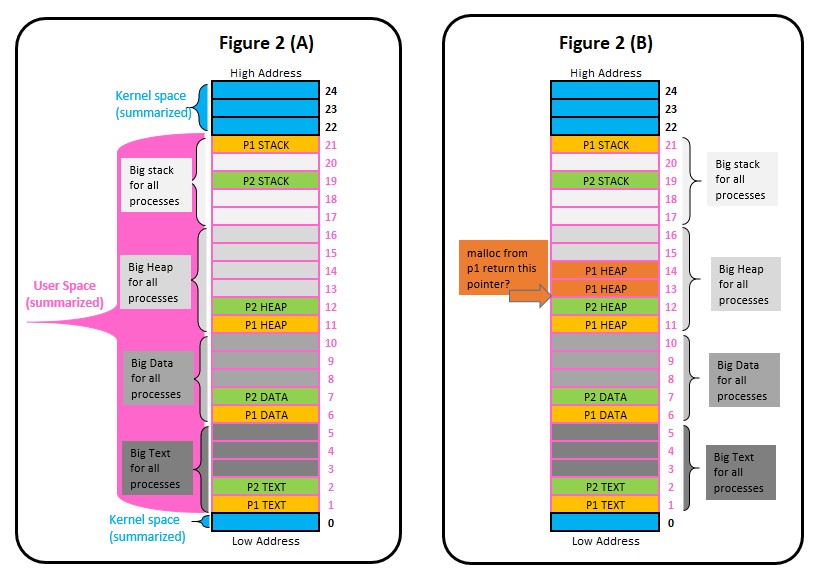 Figure 2 (A)
High Address
Kernel space
(summarized)
24
23
22
P1 STACK 21
20
P2 STACK 19
18
17
Big stack
for all
processes
16
15
14
13
P2 HEAP 12
P1 HEAP 11
Big Heap
for all
processes
User Space
(summarized)
10
9
8
P2 DATA 7
P1 DATA 6
Big Data
for all
processes
5
4
3
P2 TEXT 2
P1 TEXT 1
Big Text
for all
processes
Kernel space
(summarized)
0
Low Address
Figure 2 (B)
High Address
24
23
22
P1 STACK 21
20
P2 STACK 19
18
17
Big stack
for all
processes
16
15
P1 HEAP 14
P1 HEAP 13
P2 HEAP 12
P1 HEAP 11
malloc from
p1 return this
pointer?
Big Heap
for all
processes
10
9
8
P2 DATA 7
P1 DATA 6
Big Data
for all
processes
5
4
3
P2 TEXT 2
P1 TEXT 1
Big Text
for all
processes
0
Low Address